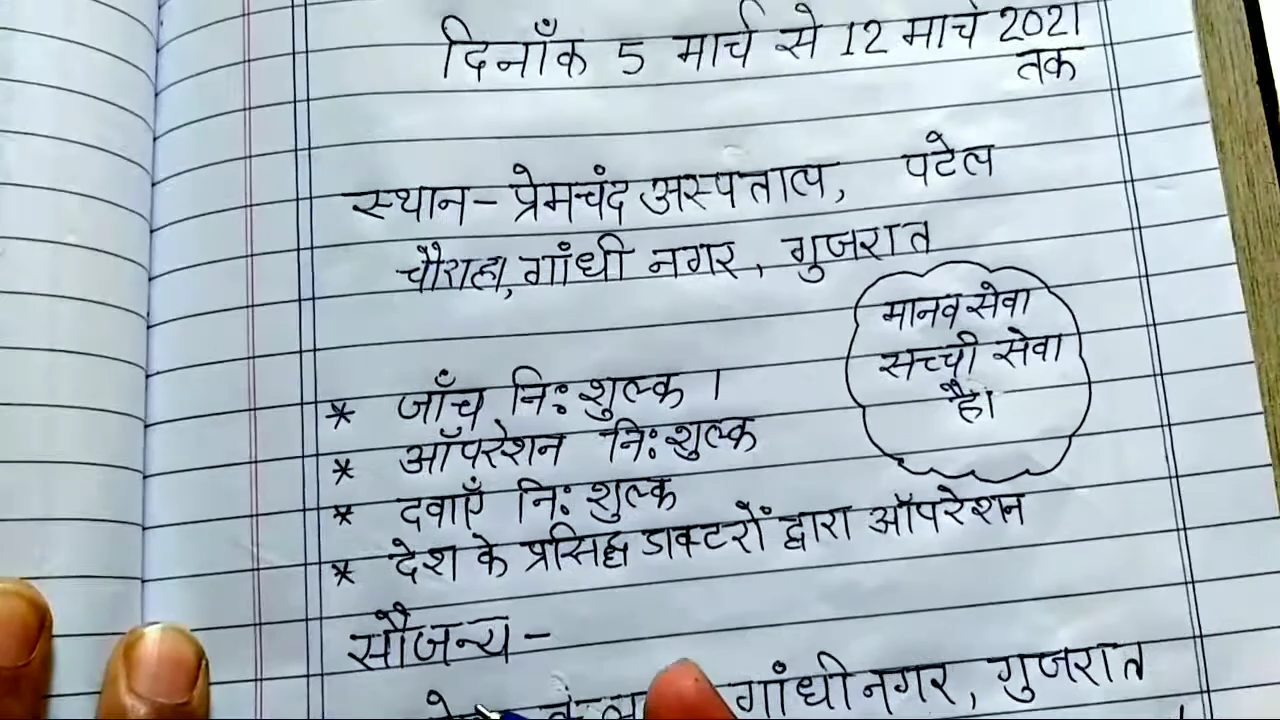 दिनाँक 5 मार्च से 12 मार्च 2021
तक
स्थान - प्रेमचंद अस्पताल, पटेल
चौराहा, गाँधी नगर, गुजरात
मानव सेवा
सच्ची सेवा
है।
* जाँच निःशुल्क ।
* ऑपरेशन निःशुल्क
* दवाएँ निःशुल्क
* देश के प्रसिद्ध डाक्टरों द्वारा ऑपरेशन
सौजन्य -
गांधीनगर, गुजरात